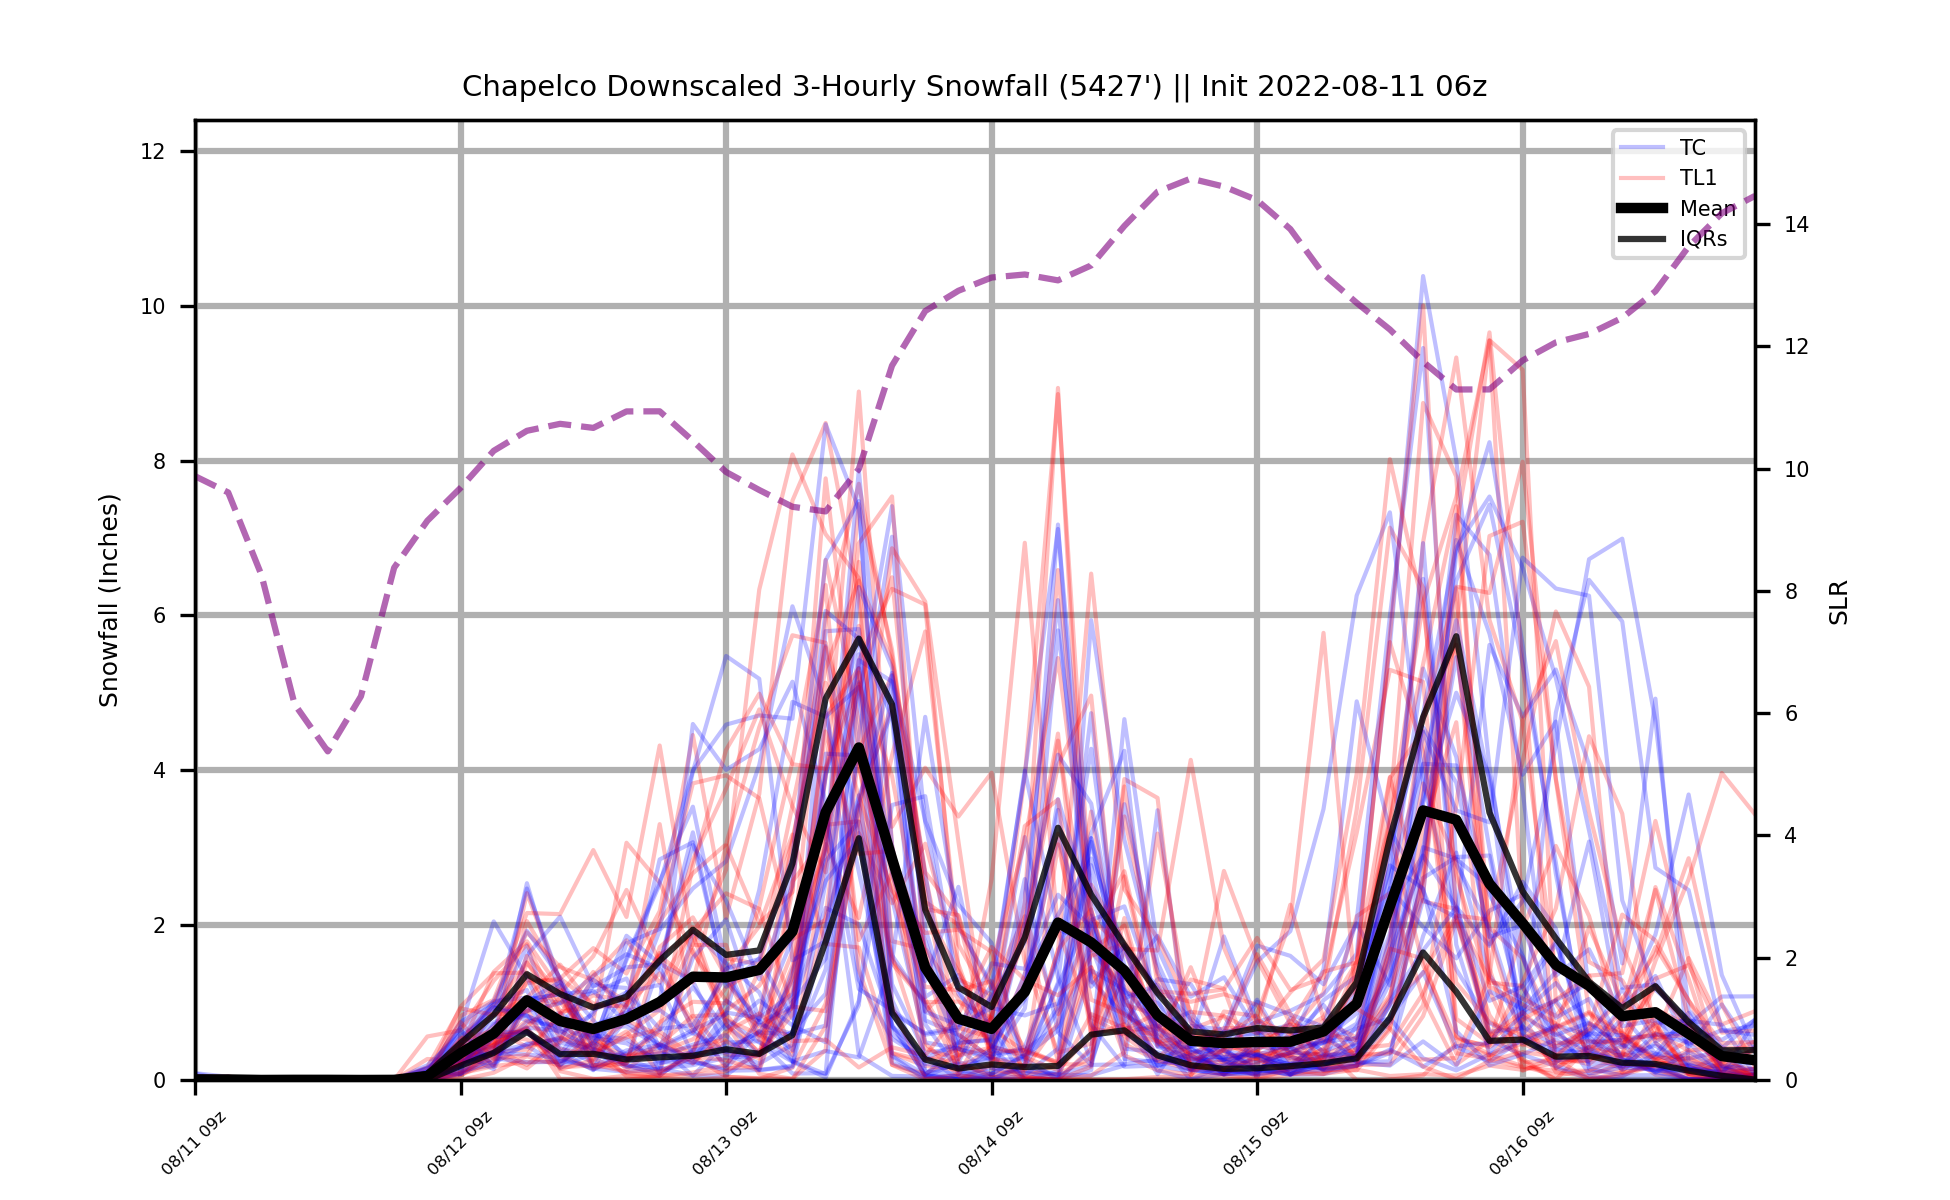 Chapelco Downscaled 3-Hourly Snowfall (5427') || Init 2022-08-11 06z
TC
TL1
Mean
IQRs
Snowfall (Inches)
12
10
8
6
4
2
0
SLR
14
12
10
8
6
4
2
0
08/11 09z
08/12 09z
08/13 09z
08/14 09z
08/15 09z
08/16 09z